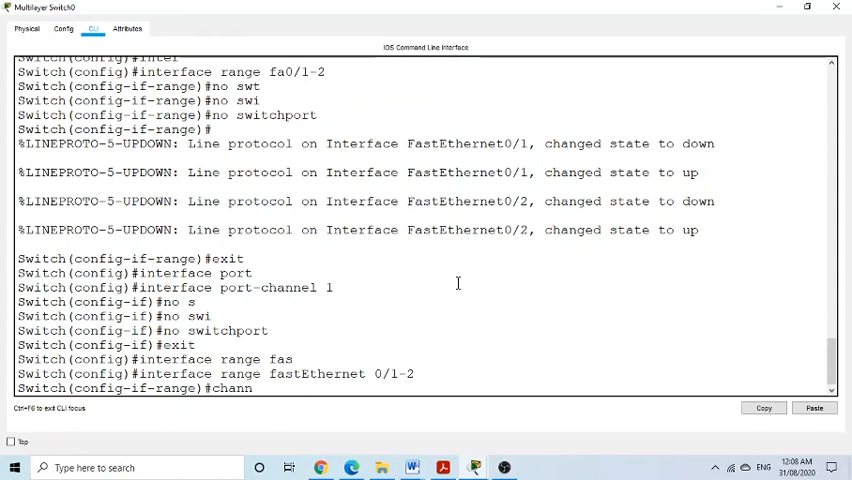 Multilayer Switch0
Physical Config CLI Attributes
IOS Command Line Interface
Switch(config)#inter
Switch(config)#interface range fa0/1-2
Switch(config-if-range)#no swt
Switch(config-if-range)#no swi
Switch(config-if-range)#no switchport
Switch(config-if-range)#
%LINEPROTO-5-UPDOWN: Line protocol on Interface FastEthernet0/1, changed state to down
%LINEPROTO-5-UPDOWN: Line protocol on Interface FastEthernet0/1, changed state to up
%LINEPROTO-5-UPDOWN: Line protocol on Interface FastEthernet0/2, changed state to down
%LINEPROTO-5-UPDOWN: Line protocol on Interface FastEthernet0/2, changed state to up
Switch(config-if-range)#exit
Switch(config)#interface port
Switch(config)#interface port-channel 1
Switch(config-if)#no s
Switch(config-if)#no swi
Switch(config-if)#no switchport
Switch(config-if)#exit
Switch(config)#interface range fas
Switch(config)#interface range fastEthernet 0/1-2
Switch(config-if-range)#chann
Ctrl+F6 to exit CLI focus
Copy Paste
Top
Type here to search
ENG
12:08 AM
31/08/2020